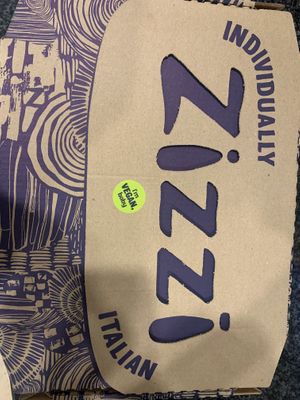 INDIVIDUALLY
Zizzi
ITALIAN
I'm
VEGAN,
baby